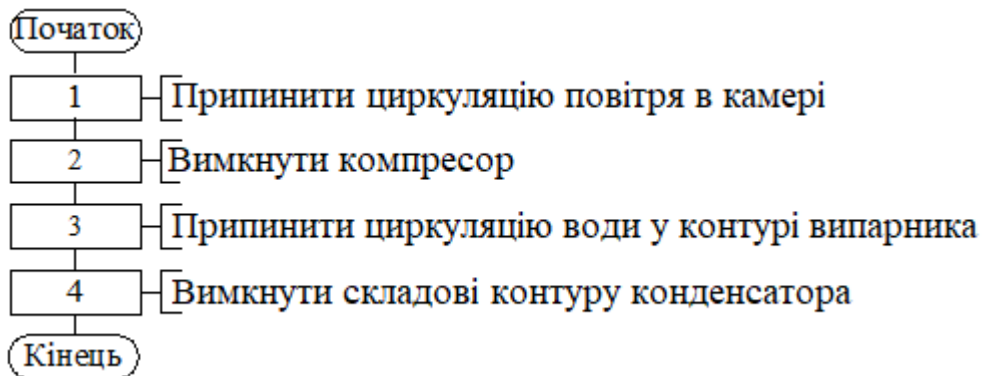 Початок
1 Припинити циркуляцію повітря в камері
2 Вимкнути компресор
3 Припинити циркуляцію води у контурі випарника
4 Вимкнути складові контуру конденсатора
Кінець